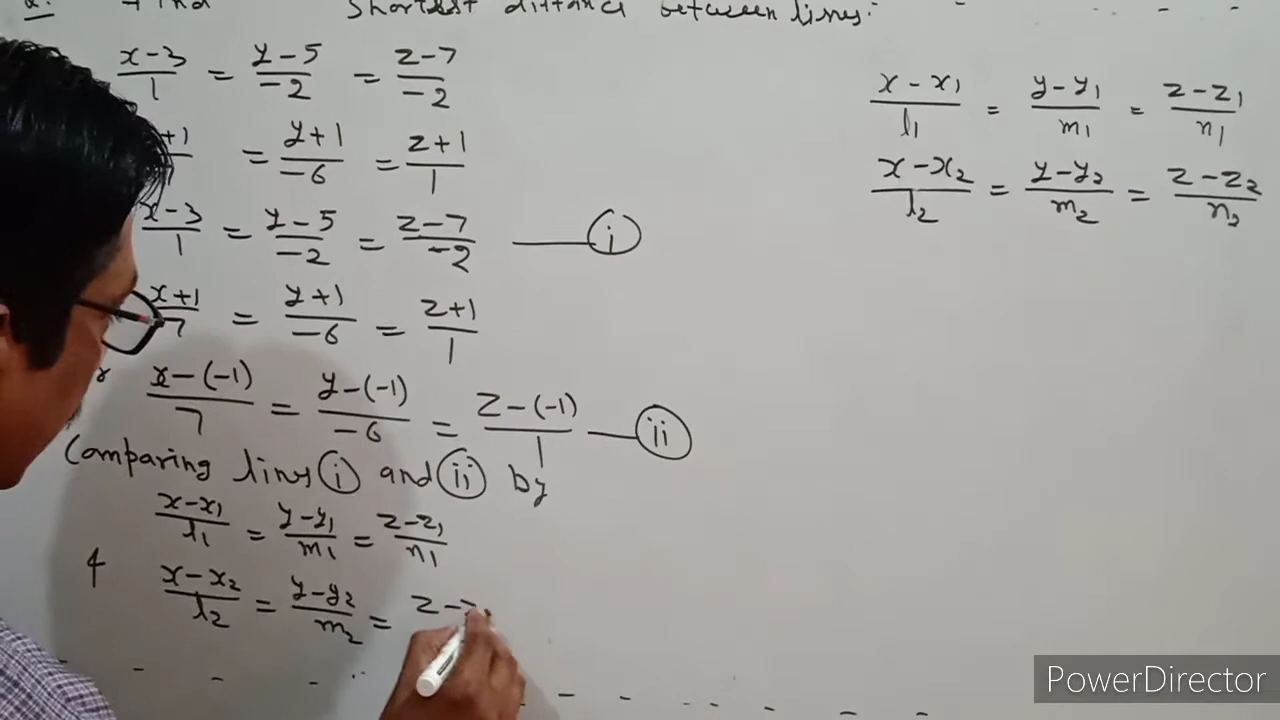 Q. Find Shortest distance between lines:
x-3/1 = y-5/-2 = z-7/-2
+1/7 = y+1/-6 = z+1/1
x-3/1 = y-5/-2 = z-7/-2 — i
x+1/7 = y+1/-6 = z+1/1
x-(-1)/7 = y-(-1)/-6 = z-(-1)/1 — ii
Comparing lines i and ii by
x-x₁/l₁ = y-y₁/m₁ = z-z₁/n₁
x-x₂/l₂ = y-y₂/m₂ = z-
x-x₁/l₁ = y-y₁/m₁ = z-z₁/n₁
x-x₂/l₂ = y-y₂/m₂ = z-z₂/n₂
PowerDirector